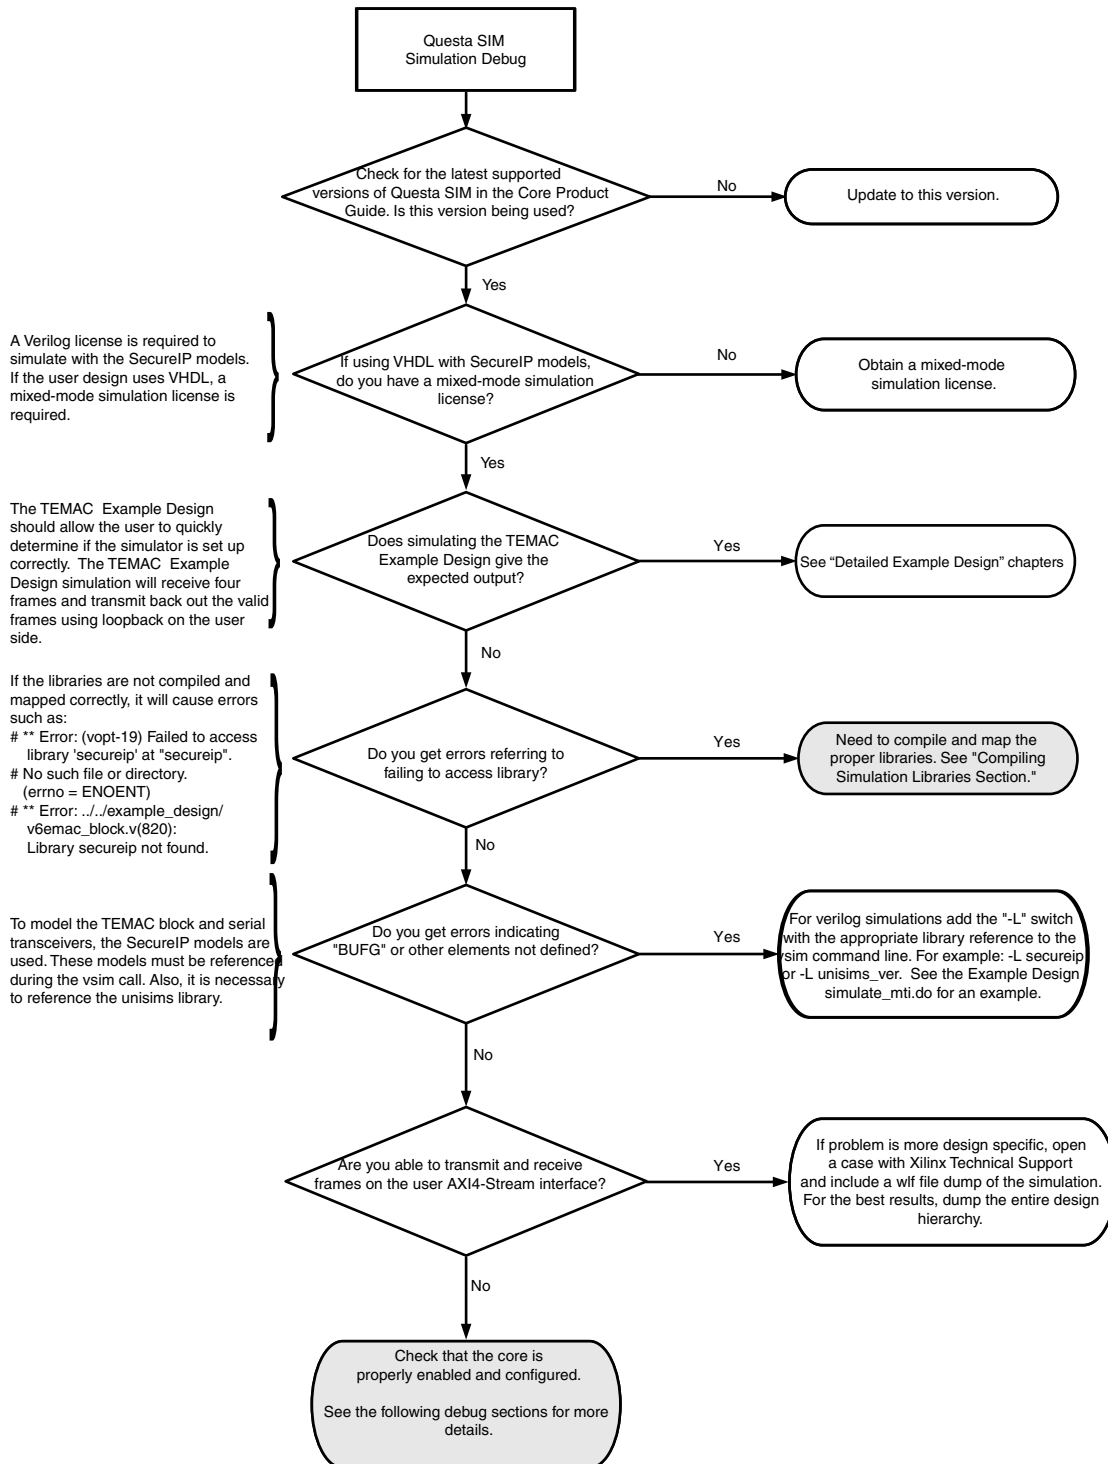 Questa SIM
Simulation Debug
Check for the latest supported
versions of Questa SIM in the Core Product
Guide. Is this version being used?
No
Update to this version.
Yes
A Verilog license is required to
simulate with the SecureIP models.
If the user design uses VHDL, a
mixed-mode simulation license is
required.
If using VHDL with SecureIP models,
do you have a mixed-mode simulation
license?
No
Obtain a mixed-mode
simulation license.
Yes
The TEMAC  Example Design
should allow the user to quickly
determine if the simulator is set up
correctly.  The TEMAC  Example
Design simulation will receive four
frames and transmit back out the valid
frames using loopback on the user
side.
Does simulating the TEMAC
Example Design give the
expected output?
Yes
See “Detailed Example Design” chapters
No
If the libraries are not compiled and
mapped correctly, it will cause errors
such as:
# ** Error: (vopt-19) Failed to access
library 'secureip' at "secureip".
# No such file or directory.
(errno = ENOENT)
# ** Error: ../../example_design/
v6emac_block.v(820):
Library secureip not found.
Do you get errors referring to
failing to access library?
Yes
Need to compile and map the
proper libraries. See "Compiling
Simulation Libraries Section."
No
To model the TEMAC block and serial
transceivers, the SecureIP models are
used. These models must be referenced
during the vsim call. Also, it is necessary
to reference the unisims library.
Do you get errors indicating
"BUFG" or other elements not defined?
Yes
For verilog simulations add the "-L" switch
with the appropriate library reference to the
vsim command line. For example: -L secureip
or -L unisims_ver.  See the Example Design
simulate_mti.do for an example.
No
Are you able to transmit and receive
frames on the user AXI4-Stream interface?
Yes
If problem is more design specific, open
a case with Xilinx Technical Support
and include a wlf file dump of the simulation.
For the best results, dump the entire design
hierarchy.
No
Check that the core is
properly enabled and configured.
See the following debug sections for more
details.